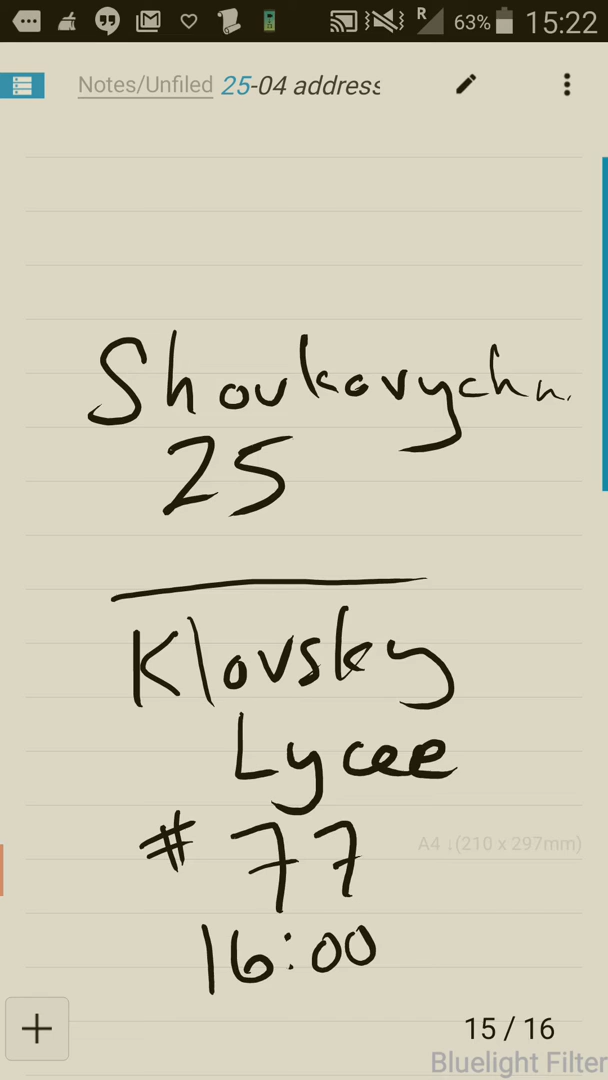 63% 15:22
Notes/Unfiled 25-04 address
Shovkovychn.
25
Klovsky
Lycee
# 77
A4 ↓(210 x 297mm)
16:00
15 / 16
Bluelight Filter